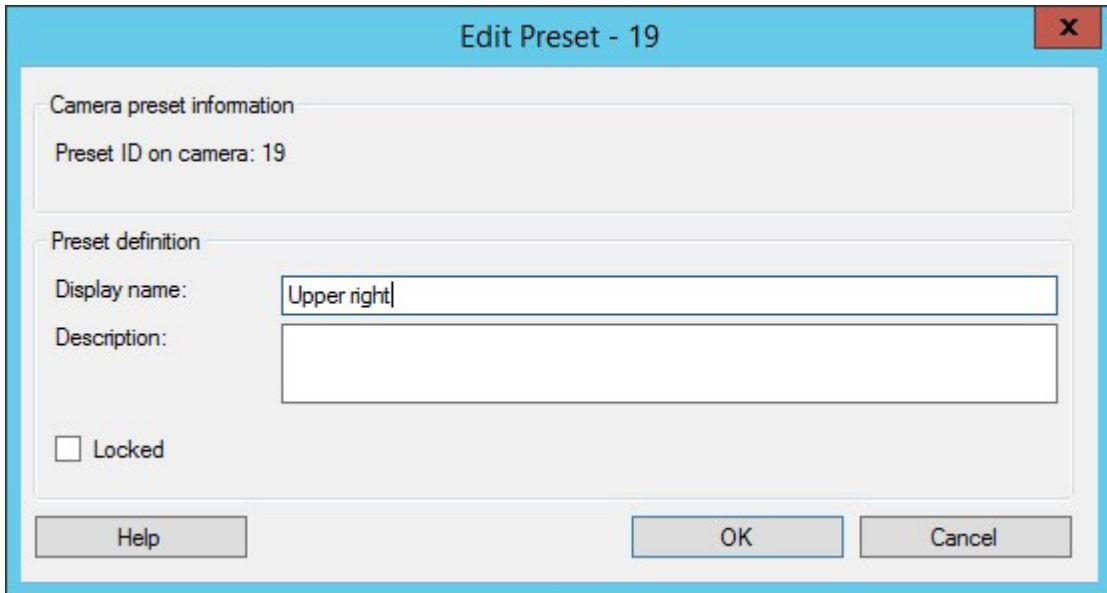 Edit Preset - 19
x
Camera preset information
Preset ID on camera: 19
Preset definition
Display name: Upper right
Description:
Locked
Help OK Cancel